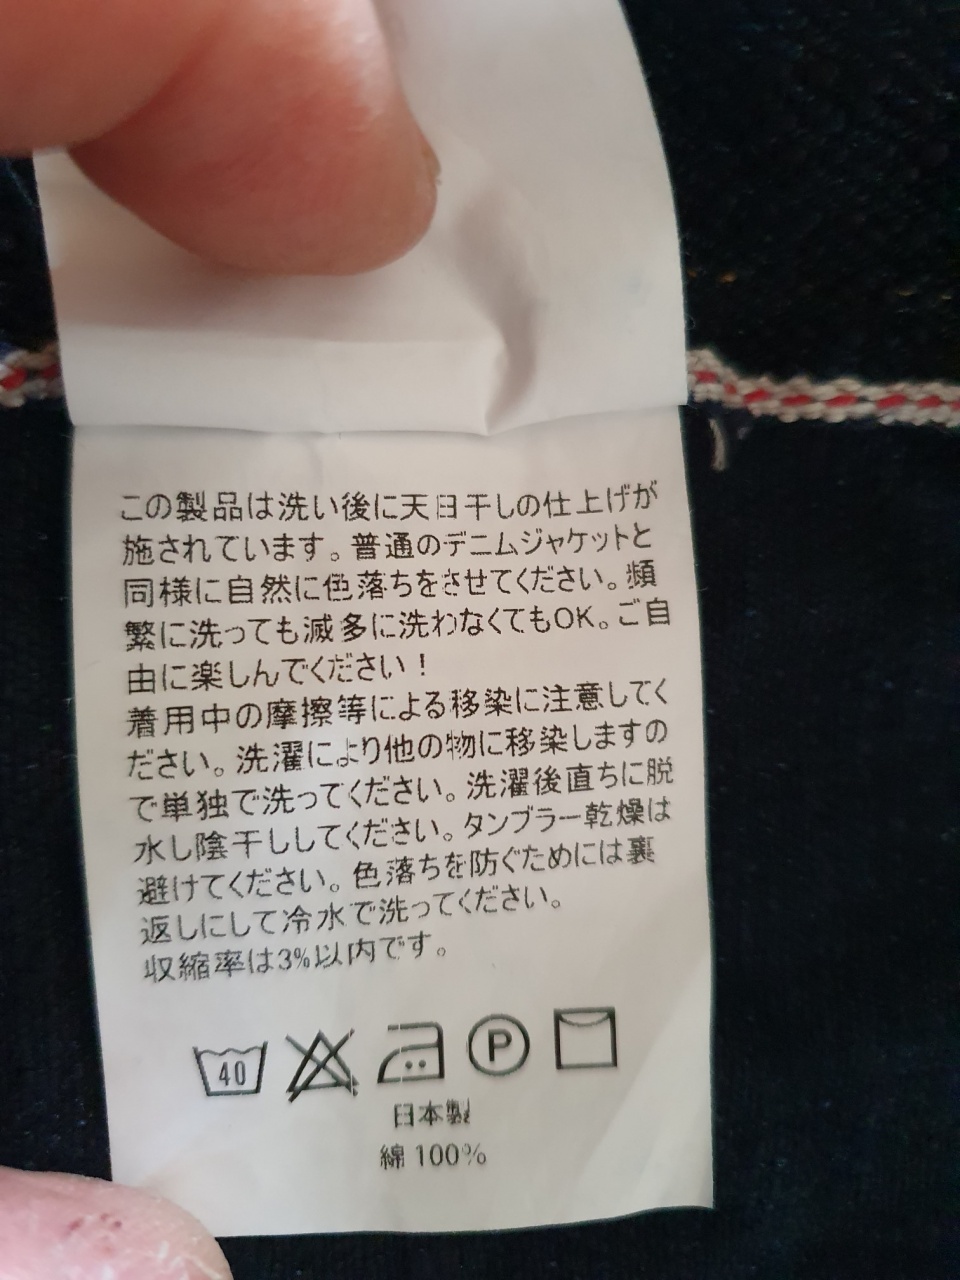 この製品は洗い後に天日干しの仕上げが
施されています。普通のデニムジャケットと
同様に自然に色落ちをさせてください。頻
繁に洗っても滅多に洗わなくてもOK。ご自
由に楽しんでください！
着用中の摩擦等による移染に注意してく
ださい。洗濯により他の物に移染しますの
で単独で洗ってください。洗濯後直ちに脱
水し陰干ししてください。タンブラー乾燥は
避けてください。色落ちを防ぐためには裏
返しにして冷水で洗ってください。
収縮率は3%以内です。
40 P
日本製
綿 100%